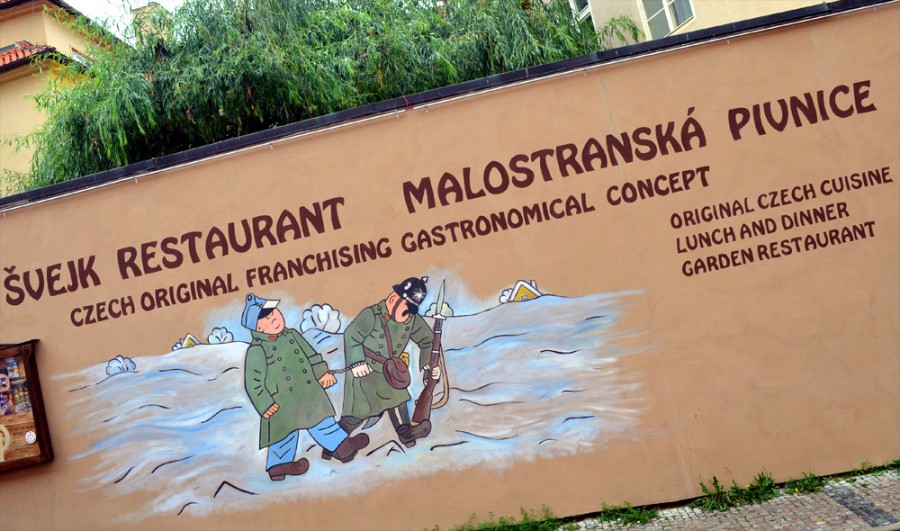 ŠVEJK RESTAURANT MALOSTRANSKÁ PIVNICE
CZECH ORIGINAL FRANCHISING GASTRONOMICAL CONCEPT
ORIGINAL CZECH CUISINE
LUNCH AND DINNER
GARDEN RESTAURANT